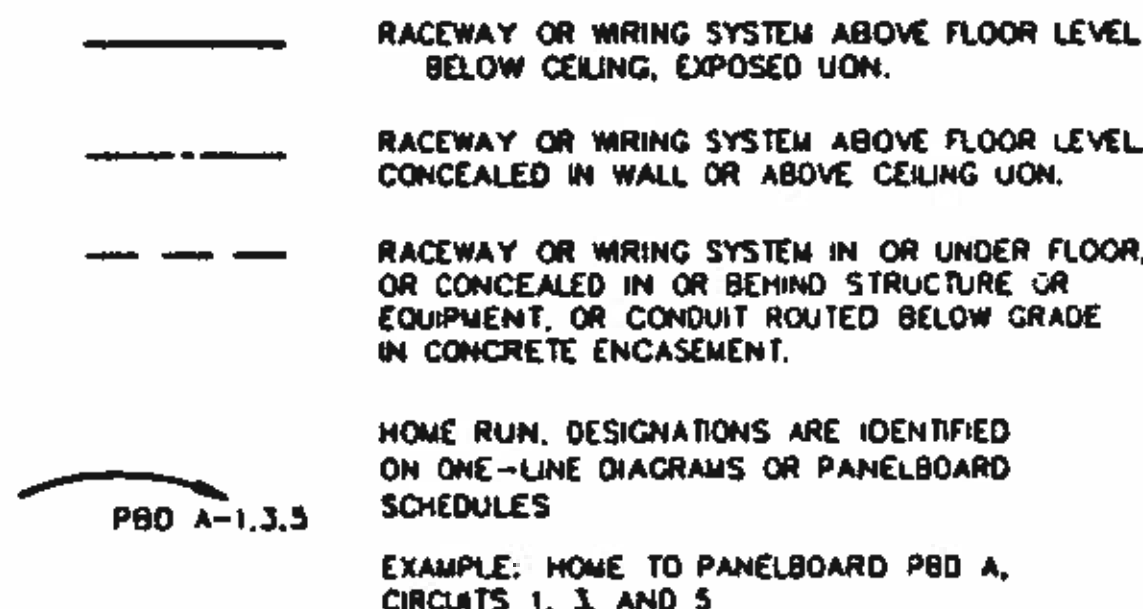 RACEWAY OR WIRING SYSTEM ABOVE FLOOR LEVEL
BELOW CEILING, EXPOSED UON.
RACEWAY OR WIRING SYSTEM ABOVE FLOOR LEVEL
CONCEALED IN WALL OR ABOVE CEILING UON.
RACEWAY OR WIRING SYSTEM IN OR UNDER FLOOR,
OR CONCEALED IN OR BEHIND STRUCTURE OR
EQUIPMENT, OR CONDUIT ROUTED BELOW GRADE
IN CONCRETE ENCASEMENT.
HOME RUN. DESIGNATIONS ARE IDENTIFIED
ON ONE-LINE DIAGRAMS OR PANELBOARD
SCHEDULES
PBD A-1,3,5
EXAMPLE: HOME TO PANELBOARD PBD A,
CIRCUITS 1, 3 AND 5